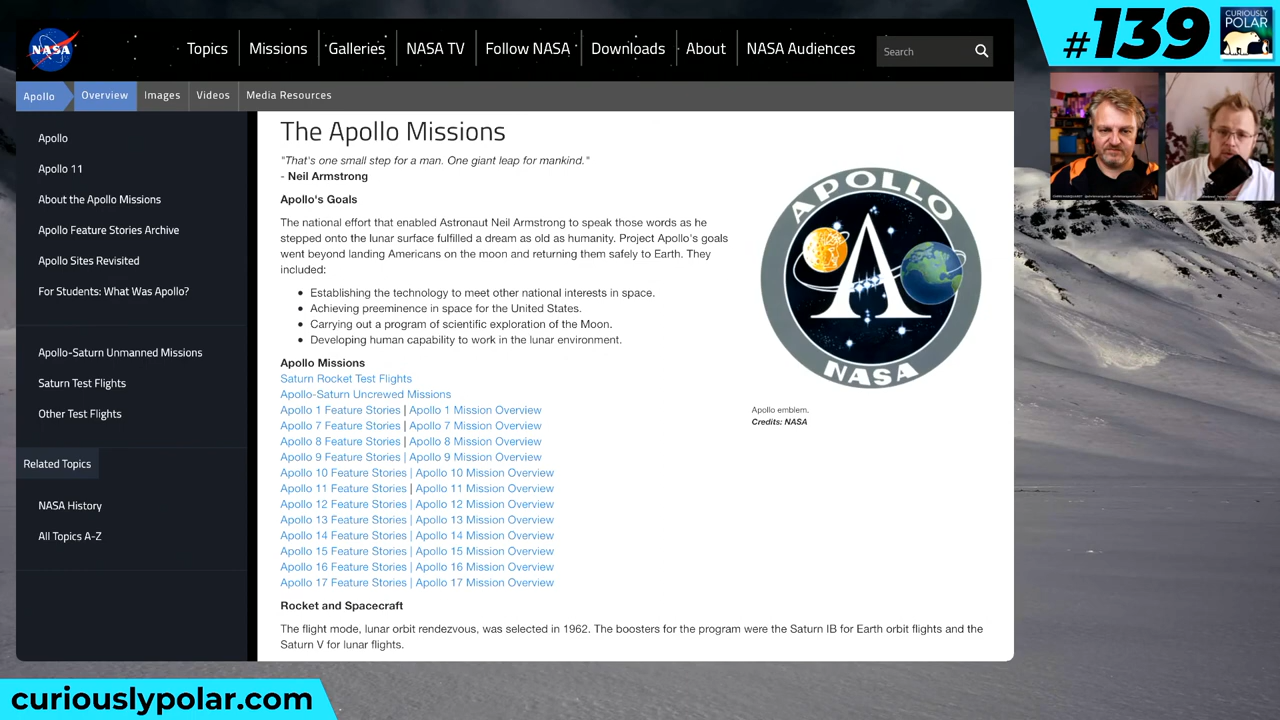 NASA
Topics
Missions
Galleries
NASA TV
Follow NASA
Downloads
About
NASA Audiences
Search
#139
CURIOUSLY
POLAR
Apollo
Overview
Images
Videos
Media Resources
Apollo
Apollo 11
About the Apollo Missions
Apollo Feature Stories Archive
Apollo Sites Revisited
For Students: What Was Apollo?
Apollo-Saturn Unmanned Missions
Saturn Test Flights
Other Test Flights
Related Topics
NASA History
All Topics A-Z
The Apollo Missions
"That's one small step for a man. One giant leap for mankind."
- Neil Armstrong
Apollo's Goals
The national effort that enabled Astronaut Neil Armstrong to speak those words as he
stepped onto the lunar surface fulfilled a dream as old as humanity. Project Apollo's goals
went beyond landing Americans on the moon and returning them safely to Earth. They
included:
• Establishing the technology to meet other national interests in space.
• Achieving preeminence in space for the United States.
• Carrying out a program of scientific exploration of the Moon.
• Developing human capability to work in the lunar environment.
Apollo Missions
Saturn Rocket Test Flights
Apollo-Saturn Uncrewed Missions
Apollo 1 Feature Stories | Apollo 1 Mission Overview
Apollo 7 Feature Stories | Apollo 7 Mission Overview
Apollo 8 Feature Stories | Apollo 8 Mission Overview
Apollo 9 Feature Stories | Apollo 9 Mission Overview
Apollo 10 Feature Stories | Apollo 10 Mission Overview
Apollo 11 Feature Stories | Apollo 11 Mission Overview
Apollo 12 Feature Stories | Apollo 12 Mission Overview
Apollo 13 Feature Stories | Apollo 13 Mission Overview
Apollo 14 Feature Stories | Apollo 14 Mission Overview
Apollo 15 Feature Stories | Apollo 15 Mission Overview
Apollo 16 Feature Stories | Apollo 16 Mission Overview
Apollo 17 Feature Stories | Apollo 17 Mission Overview
Rocket and Spacecraft
The flight mode, lunar orbit rendezvous, was selected in 1962. The boosters for the program were the Saturn IB for Earth orbit flights and the
Saturn V for lunar flights.
APOLLO
A
NASA
Apollo emblem.
Credits: NASA
curiouslypolar.com